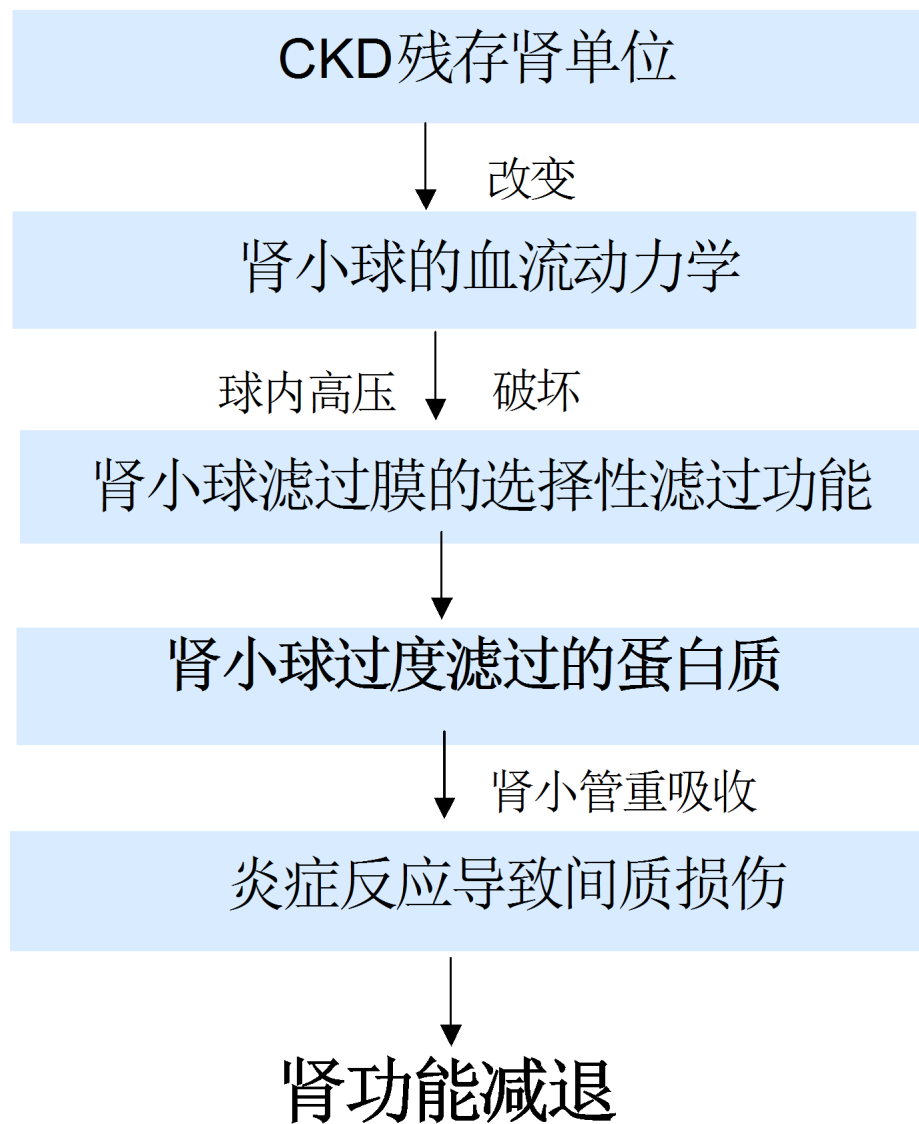 CKD残存肾单位
改变
肾小球的血流动力学
球内高压 破坏
肾小球滤过膜的选择性滤过功能
肾小球过度滤过的蛋白质
肾小管重吸收
炎症反应导致间质损伤
肾功能减退